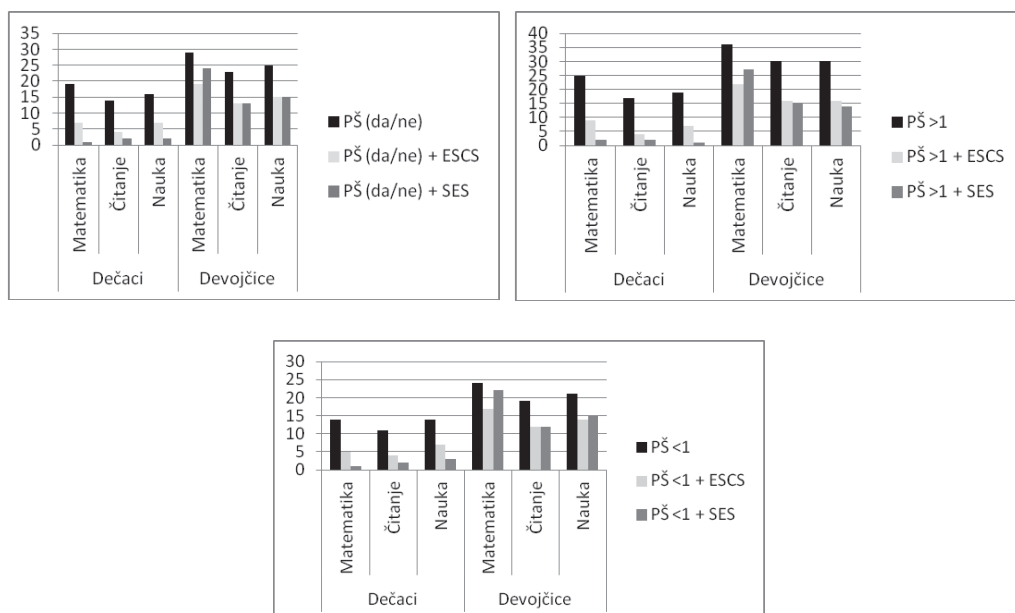 35
30
25
20
15
10
5
0
Matematika
Čitanje
Nauka
Matematika
Čitanje
Nauka
Dečaci
Devojčice
PŠ (da/ne)
PŠ (da/ne) + ESCS
PŠ (da/ne) + SES
40
35
30
25
20
15
10
5
0
Matematika
Čitanje
Nauka
Matematika
Čitanje
Nauka
Dečaci
Devojčice
PŠ >1
PŠ >1 + ESCS
PŠ >1 + SES
30
25
20
15
10
5
0
Matematika
Čitanje
Nauka
Matematika
Čitanje
Nauka
Dečaci
Devojčice
PŠ <1
PŠ <1 + ESCS
PŠ <1 + SES